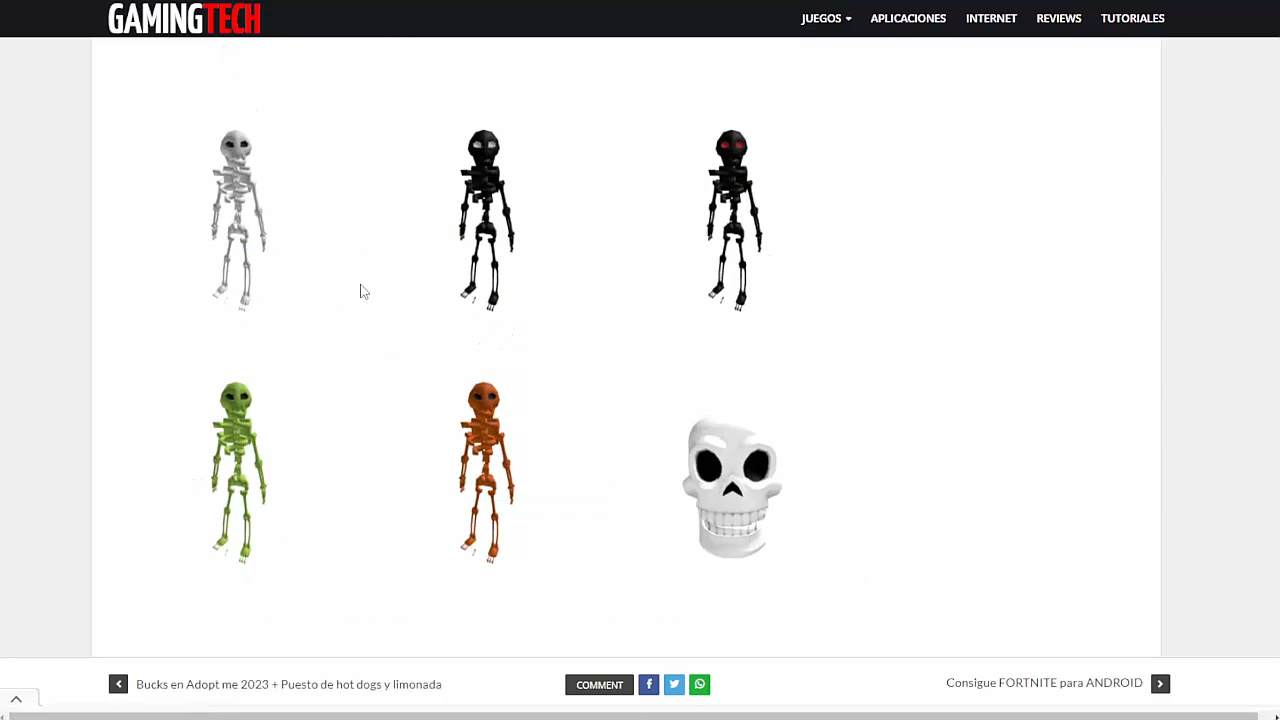 GAMINGTECH JUEGOS APLICACIONES INTERNET REVIEWS TUTORIALES
Bucks en Adopt me 2023 + Puesto de hot dogs y limonada COMMENT Consigue FORTNITE para ANDROID